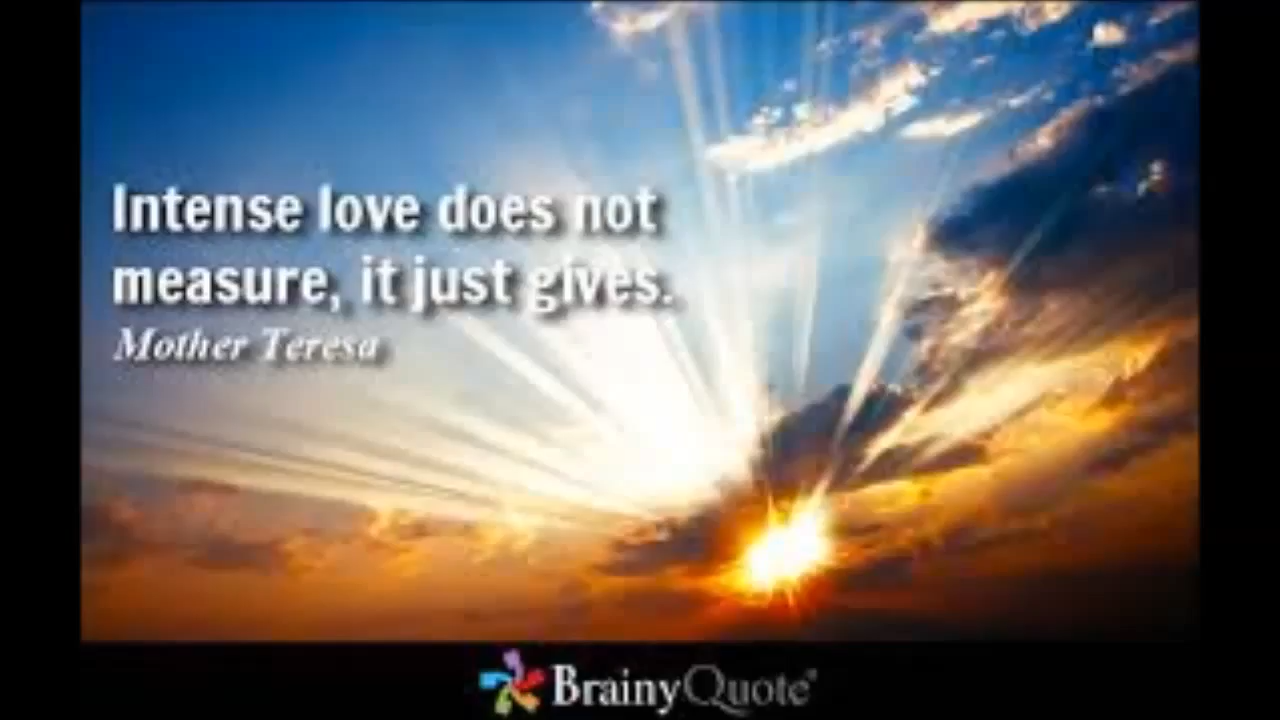 Intense love does not
measure, it just gives.
Mother Teresa
BrainyQuote®